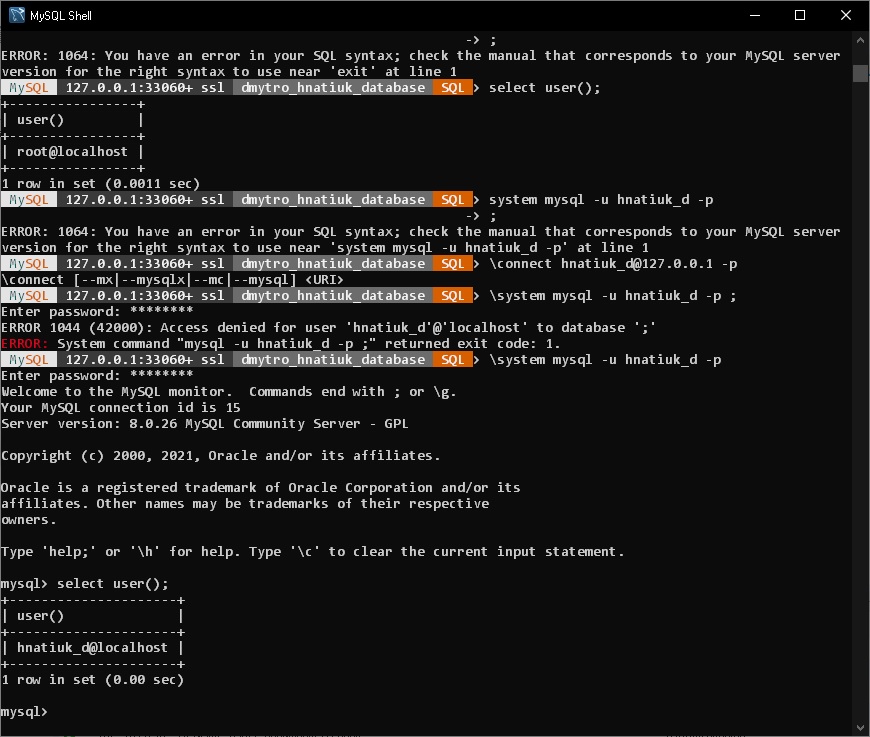 MySQL Shell
-> ;
ERROR: 1064: You have an error in your SQL syntax; check the manual that corresponds to your MySQL server
version for the right syntax to use near 'exit' at line 1
MySQL 127.0.0.1:33060+ ssl dmytro_hnatiuk_database SQL > select user();
+----------------+
| user()         |
+----------------+
| root@localhost |
+----------------+
1 row in set (0.0011 sec)
MySQL 127.0.0.1:33060+ ssl dmytro_hnatiuk_database SQL > system mysql -u hnatiuk_d -p
-> ;
ERROR: 1064: You have an error in your SQL syntax; check the manual that corresponds to your MySQL server
version for the right syntax to use near 'system mysql -u hnatiuk_d -p' at line 1
MySQL 127.0.0.1:33060+ ssl dmytro_hnatiuk_database SQL > \connect hnatiuk_d@127.0.0.1 -p
\connect [--mx|--mysqlx|--mc|--mysql] <URI>
MySQL 127.0.0.1:33060+ ssl dmytro_hnatiuk_database SQL > \system mysql -u hnatiuk_d -p ;
Enter password: ********
ERROR 1044 (42000): Access denied for user 'hnatiuk_d'@'localhost' to database ';'
ERROR: System command "mysql -u hnatiuk_d -p ;" returned exit code: 1.
MySQL 127.0.0.1:33060+ ssl dmytro_hnatiuk_database SQL > \system mysql -u hnatiuk_d -p
Enter password: ********
Welcome to the MySQL monitor.  Commands end with ; or \g.
Your MySQL connection id is 15
Server version: 8.0.26 MySQL Community Server - GPL
Copyright (c) 2000, 2021, Oracle and/or its affiliates.
Oracle is a registered trademark of Oracle Corporation and/or its
affiliates. Other names may be trademarks of their respective
owners.
Type 'help;' or '\h' for help. Type '\c' to clear the current input statement.
mysql> select user();
+---------------------+
| user()              |
+---------------------+
| hnatiuk_d@localhost |
+---------------------+
1 row in set (0.00 sec)
mysql>